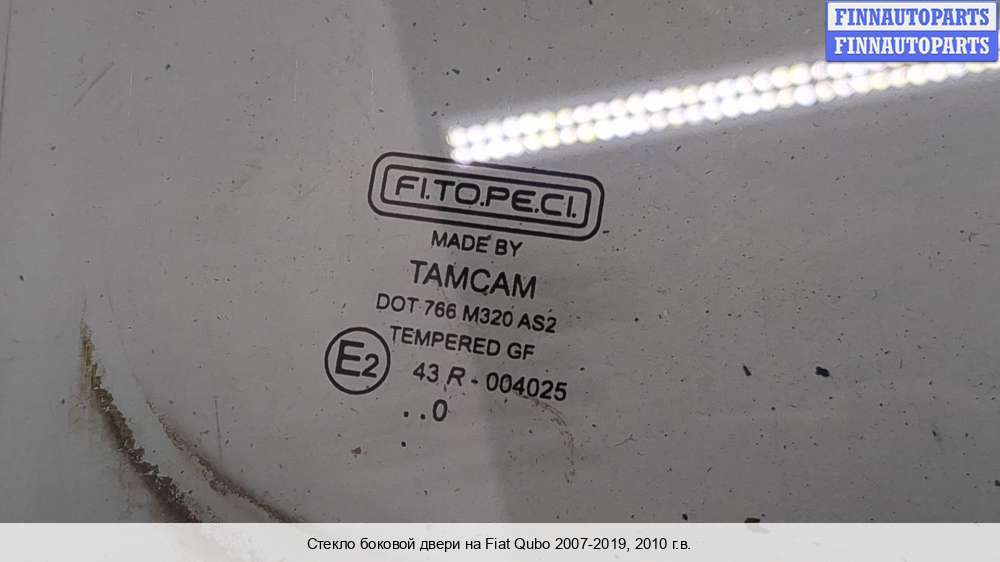 FINNAUTOPARTS
FINNAUTOPARTS
FI.TO.PE.CI.
MADE BY
TAMCAM
DOT 766 M320 AS2
TEMPERED GF
E2
43 R - 004025
. . 0
Стекло боковой двери на Fiat Qubo 2007-2019, 2010 г.в.